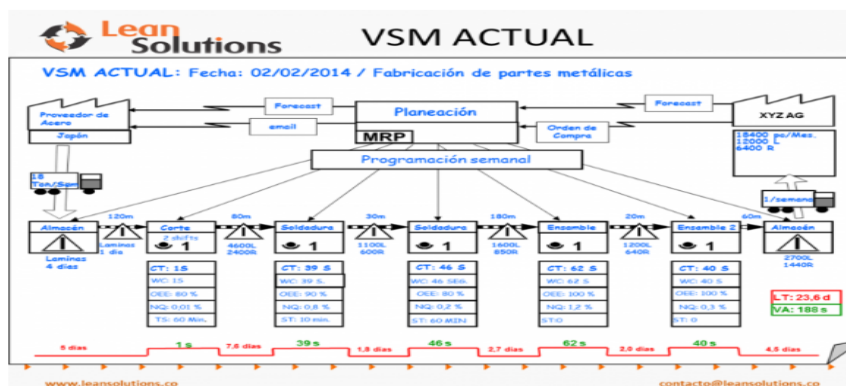 Lean Solutions
VSM ACTUAL
VSM ACTUAL: Fecha: 02/02/2014 / Fabricación de partes metálicas
Proveedor de
Acero
Japón
Forecast
email
Planeación
MRP
Forecast
Orden de
Compra
XYZ AG
18400 pc/Mes.
12000 L
6400 R
Programación semanal
18
1/semana
Almacén
Laminas
4 dies
120m
Laminas
1 dia
Corte
2 shifts
1
80m
4600L
2400R
Soldadura
1
30m
1100L
600R
Soldadura
1
180m
1600L
850R
Ensamble
1
20m
1200L
640R
Ensamble 2
1
60m
Almacén
2700L
1440R
CT: 1S
WC: 1S
OEE: 60 %
NQ: 0,01 %
TS: 60 Min.
CT: 39 S
WC: 39 S.
OEE: 90 %
NQ: 0,8 %
ST: 10 min.
CT: 46 S
WC: 46 SEG.
OEE: 80 %
NQ: 0,2 %
ST: 60 MIN
CT: 62 S
WC: 62 S
OEE: 100 %
NQ: 1,2 %
ST:0
CT: 40 S
WC: 40 S
OEE: 100 %
NQ: 0,3 %
ST: 0
LT: 23,6 d
VA: 188 s
5 días
1 s
7,6 días
39 s
1,8 días
46 s
2,7 días
62 s
2,0 días
40 s
4,5 días
www.leansolutions.co
contacto@leansolutions.co